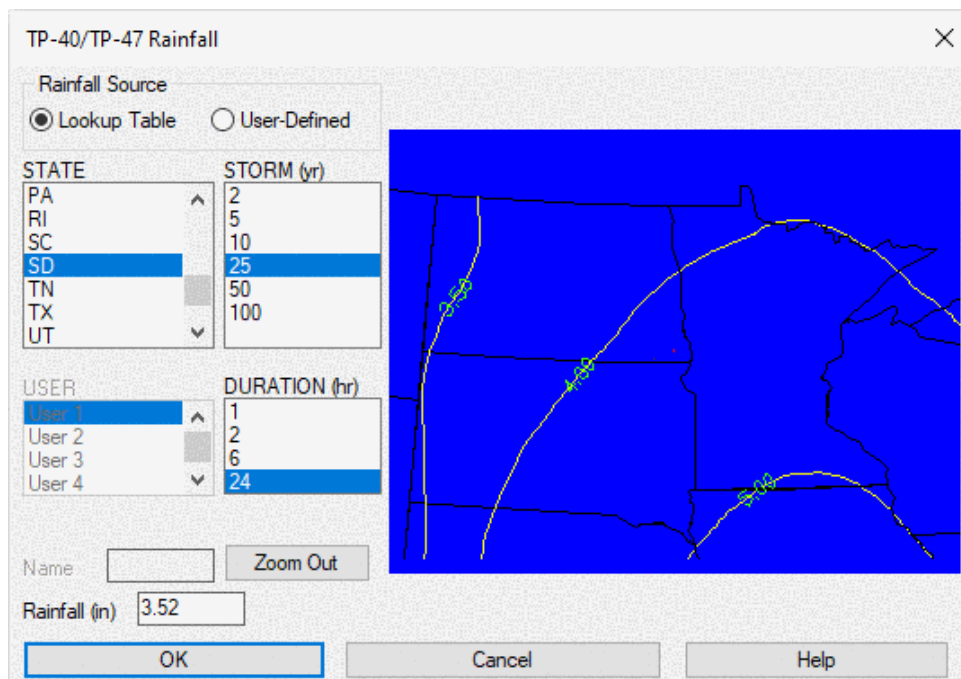 TP-40/TP-47 Rainfall
Rainfall Source
Lookup Table User-Defined
STATE
PA
RI
SC
SD
TN
TX
UT
STORM (yr)
2
5
10
25
50
100
USER
User 1
User 2
User 3
User 4
DURATION (hr)
1
2
6
24
3.50
4.00
5.00
Name
Zoom Out
Rainfall (in) 3.52
OK Cancel Help